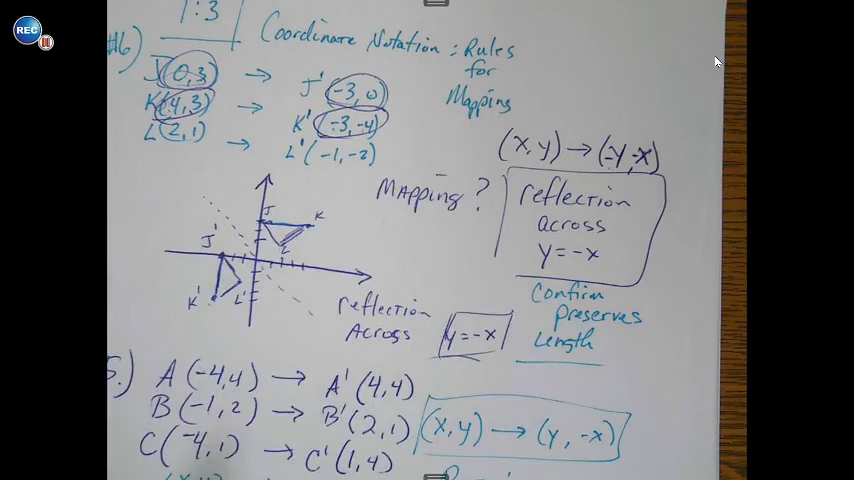 REC
1:3
#6) Coordinate Notation : Rules for Mapping
J(0,3) → J'(-3,0)
K(4,3) → K'(-3,-4)
L(2,1) → L'(-1,-2)
(x,y) → (-y,-x)
Mapping?
reflection
across
y=-x
Confirm
preserves
Length
J
K
L
J'
K'
L'
reflection
Across
y=-x
5.) A(-4,4) → A'(4,4)
B(-1,2) → B'(2,1)
C(-4,1) → C'(1,4)
(x,y) → (y,-x)